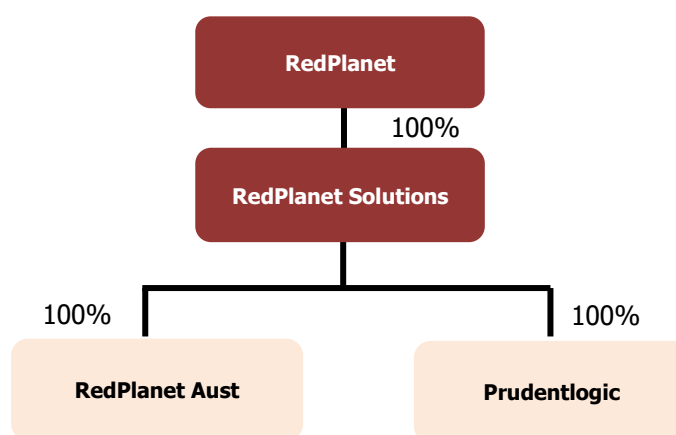 RedPlanet
100%
RedPlanet Solutions
100%
100%
RedPlanet Aust
Prudentlogic